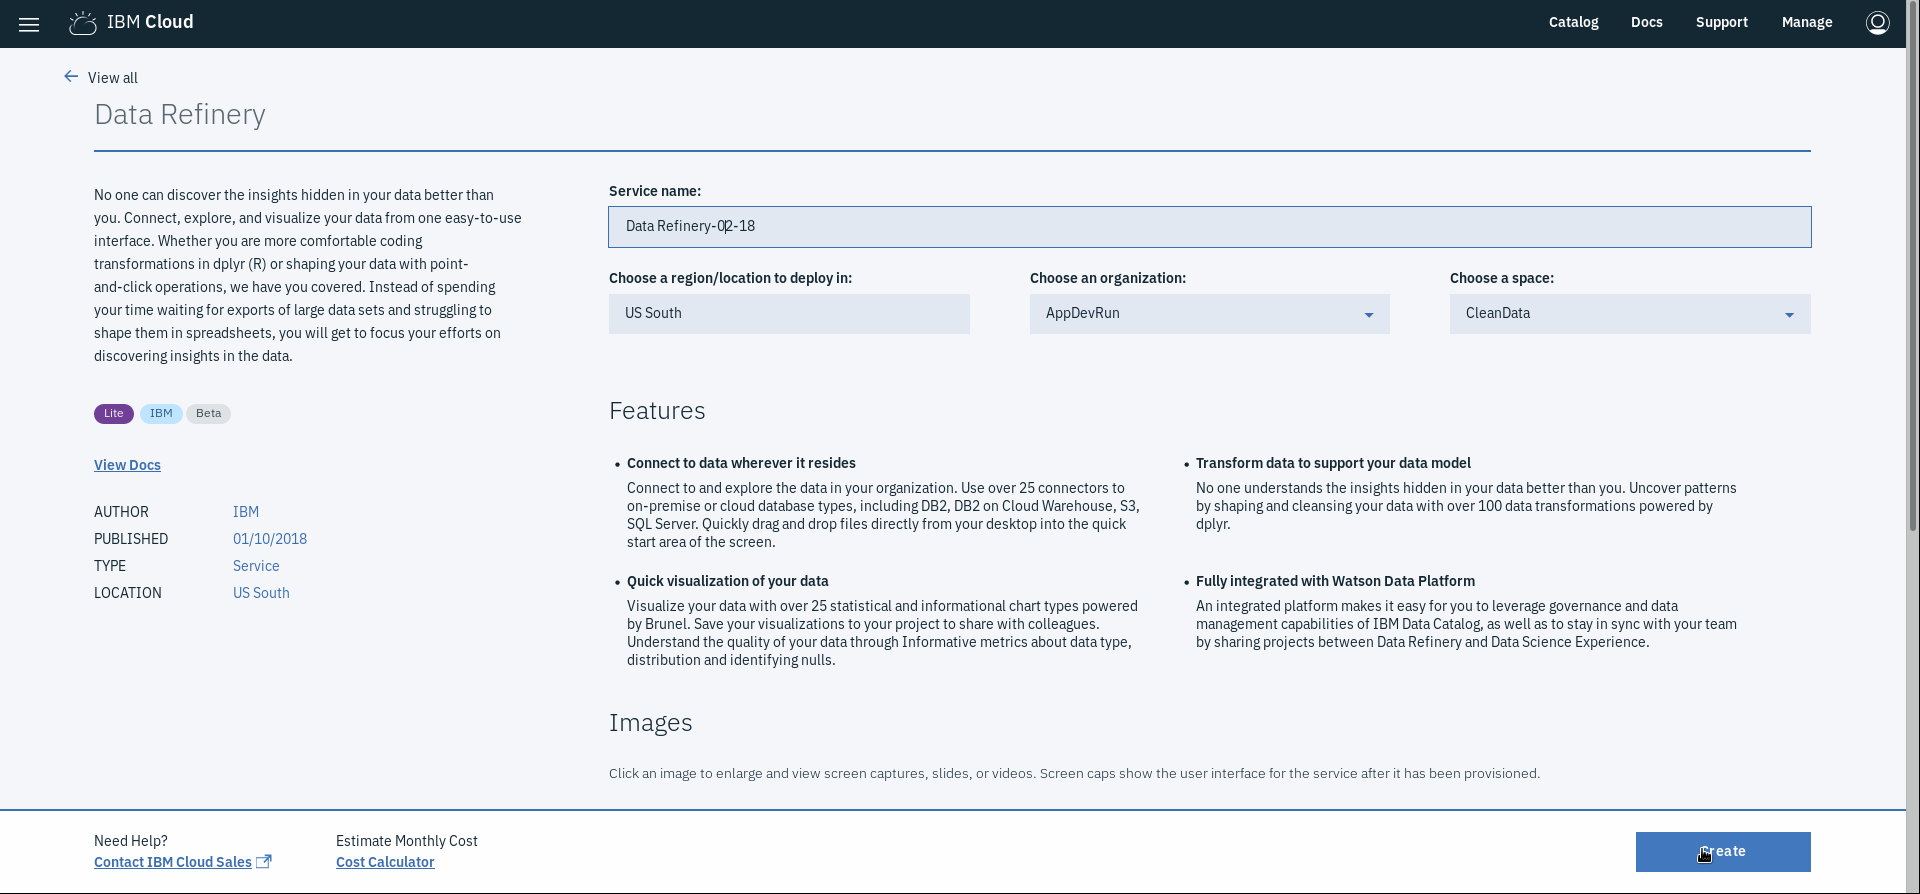 IBM Cloud
Catalog Docs Support Manage
View all
Data Refinery
No one can discover the insights hidden in your data better than
you. Connect, explore, and visualize your data from one easy-to-use
interface. Whether you are more comfortable coding
transformations in dplyr (R) or shaping your data with point-
and-click operations, we have you covered. Instead of spending
your time waiting for exports of large data sets and struggling to
shape them in spreadsheets, you will get to focus your efforts on
discovering insights in the data.
Lite IBM Beta
View Docs
AUTHOR IBM
PUBLISHED 01/10/2018
TYPE Service
LOCATION US South
Service name:
Data Refinery-02-18
Choose a region/location to deploy in:
US South
Choose an organization:
AppDevRun
Choose a space:
CleanData
Features
Connect to data wherever it resides
Connect to and explore the data in your organization. Use over 25 connectors to
on-premise or cloud database types, including DB2, DB2 on Cloud Warehouse, S3,
SQL Server. Quickly drag and drop files directly from your desktop into the quick
start area of the screen.
Transform data to support your data model
No one understands the insights hidden in your data better than you. Uncover patterns
by shaping and cleansing your data with over 100 data transformations powered by
dplyr.
Quick visualization of your data
Visualize your data with over 25 statistical and informational chart types powered
by Brunel. Save your visualizations to your project to share with colleagues.
Understand the quality of your data through Informative metrics about data type,
distribution and identifying nulls.
Fully integrated with Watson Data Platform
An integrated platform makes it easy for you to leverage governance and data
management capabilities of IBM Data Catalog, as well as to stay in sync with your team
by sharing projects between Data Refinery and Data Science Experience.
Images
Click an image to enlarge and view screen captures, slides, or videos. Screen caps show the user interface for the service after it has been provisioned.
Need Help?
Contact IBM Cloud Sales
Estimate Monthly Cost
Cost Calculator
Create